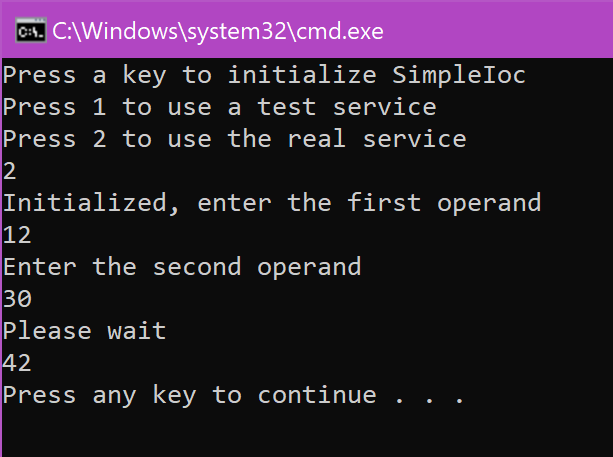 C:\Windows\system32\cmd.exe
Press a key to initialize SimpleIoc
Press 1 to use a test service
Press 2 to use the real service
2
Initialized, enter the first operand
12
Enter the second operand
30
Please wait
42
Press any key to continue . . .